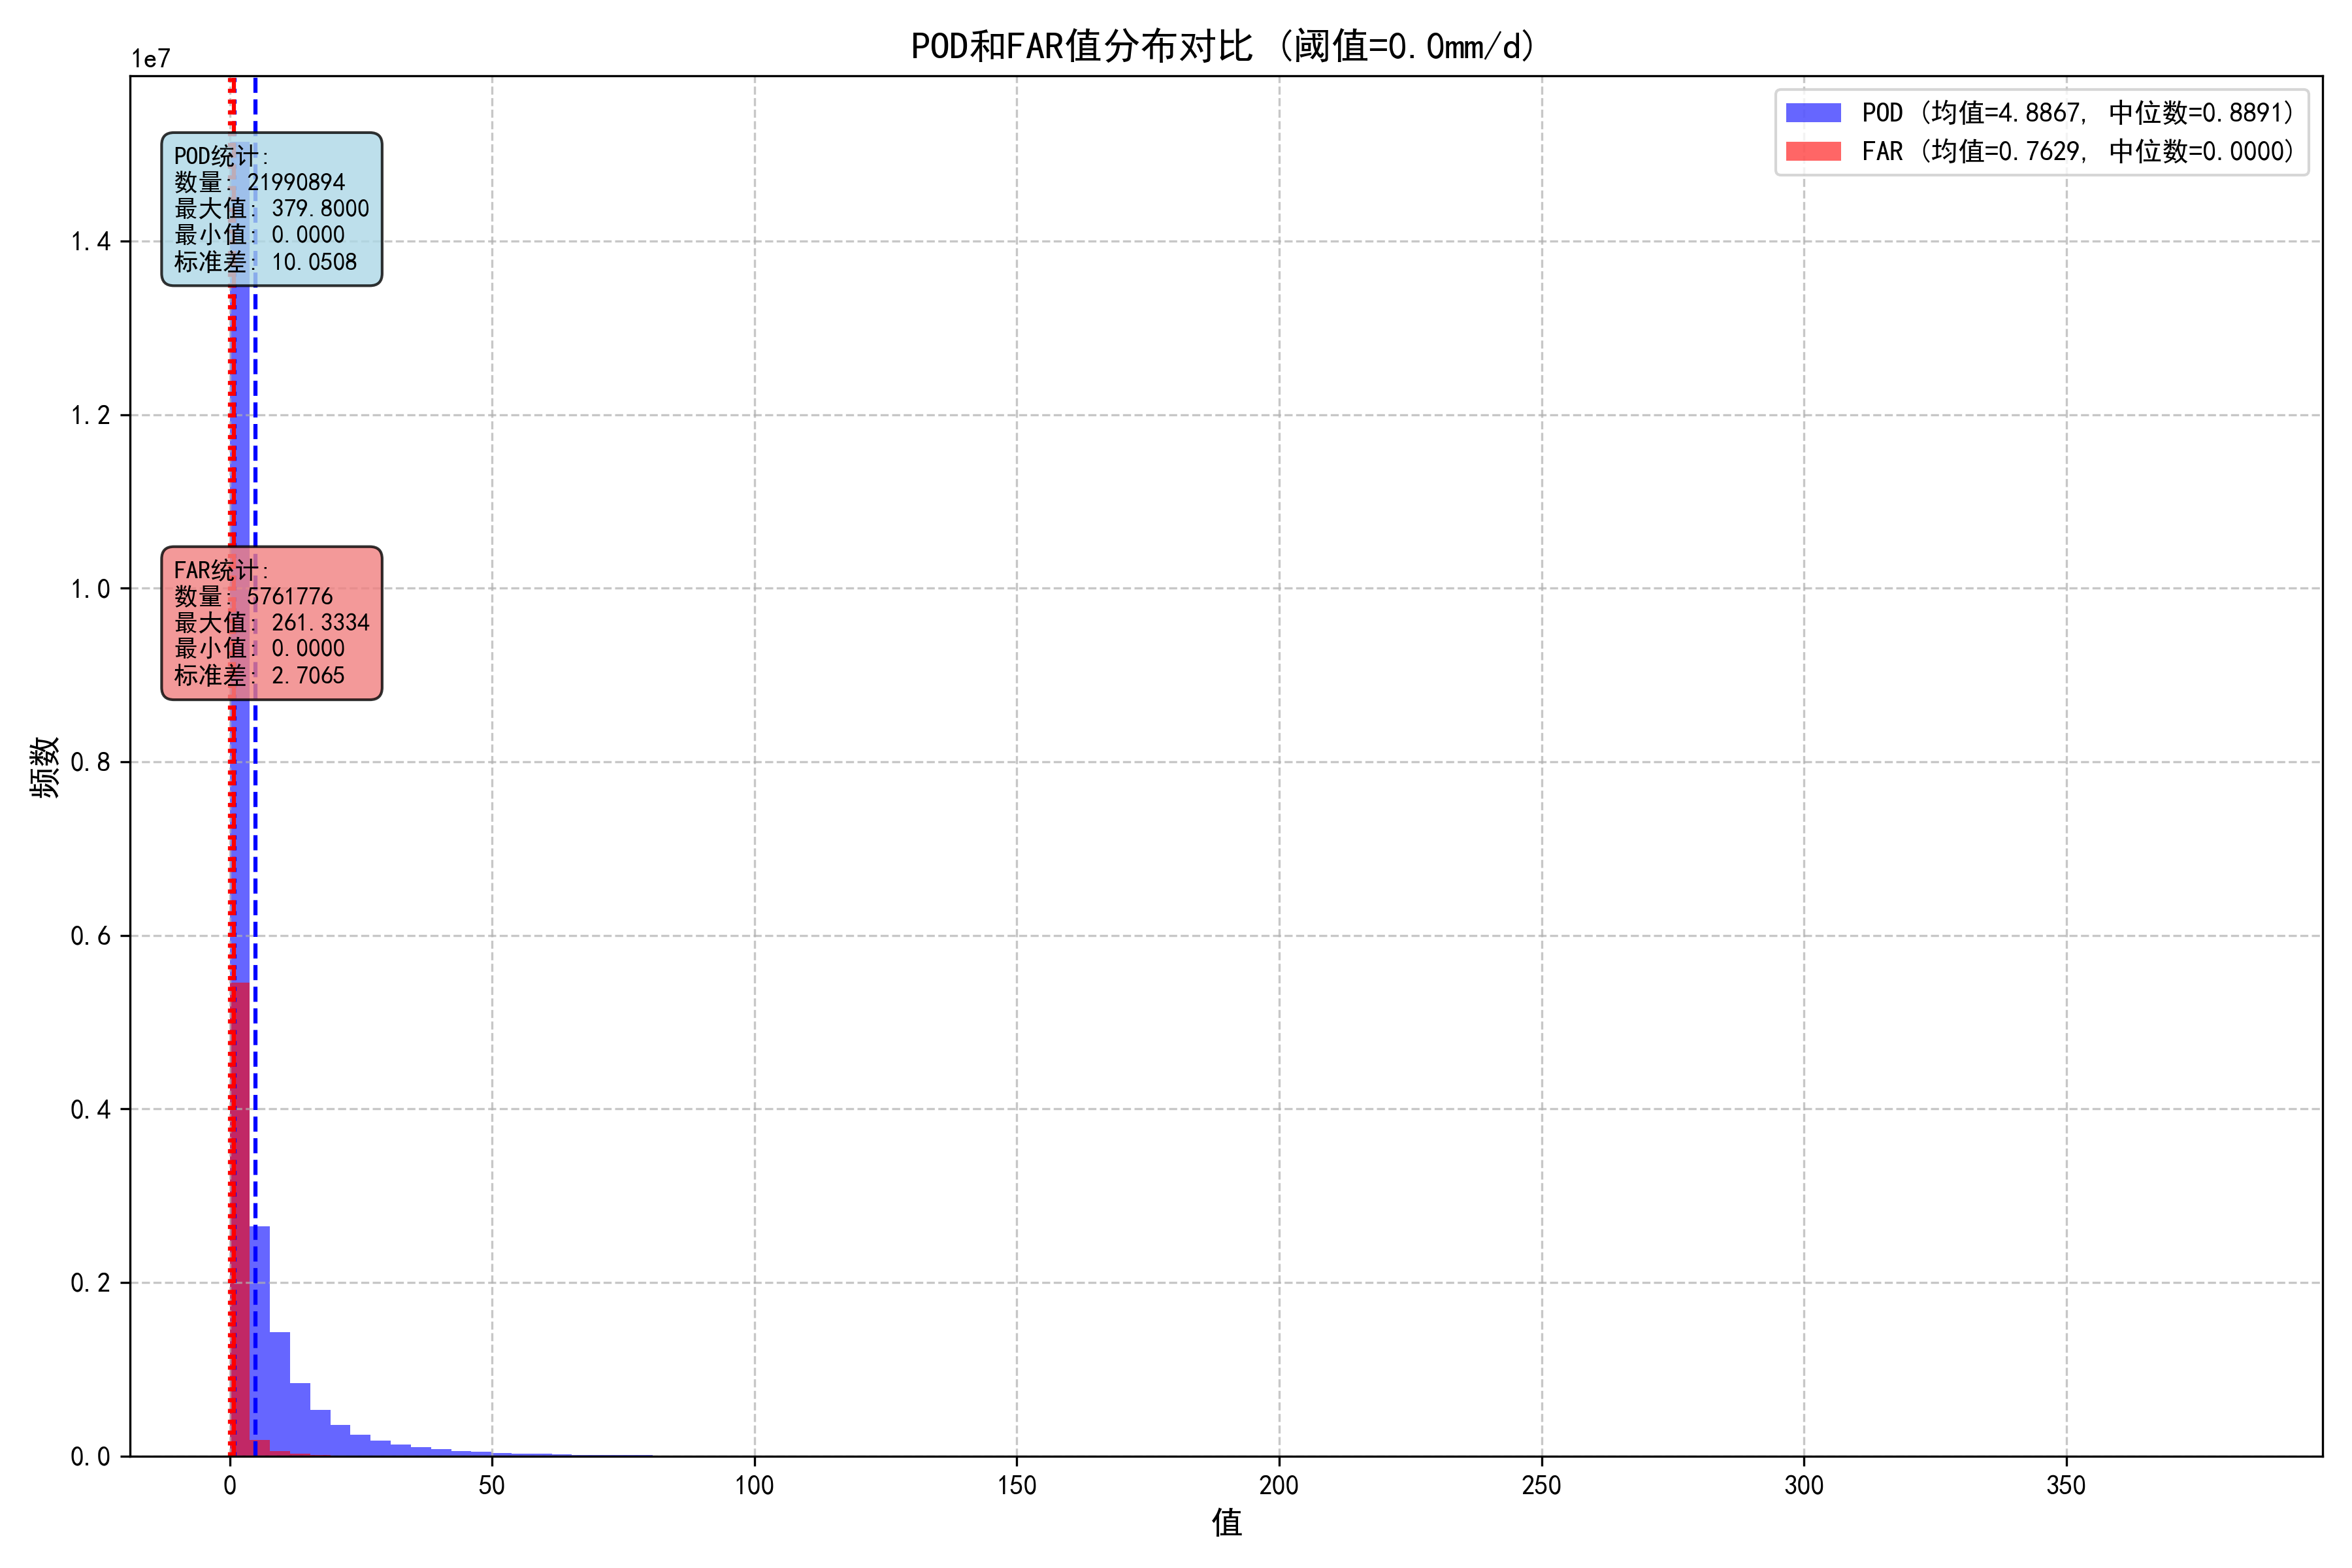 POD和FAR值分布对比 (阈值=0.0mm/d)
1e7
POD (均值=4.8867, 中位数=0.8891)
FAR (均值=0.7629, 中位数=0.0000)
POD统计:
数量: 21990894
最大值: 379.8000
最小值: 0.0000
标准差: 10.0508
FAR统计:
数量: 5761776
最大值: 261.3334
最小值: 0.0000
标准差: 2.7065
频数
1.4
1.2
1.0
0.8
0.6
0.4
0.2
0.0
0 50 100 150 200 250 300 350
值